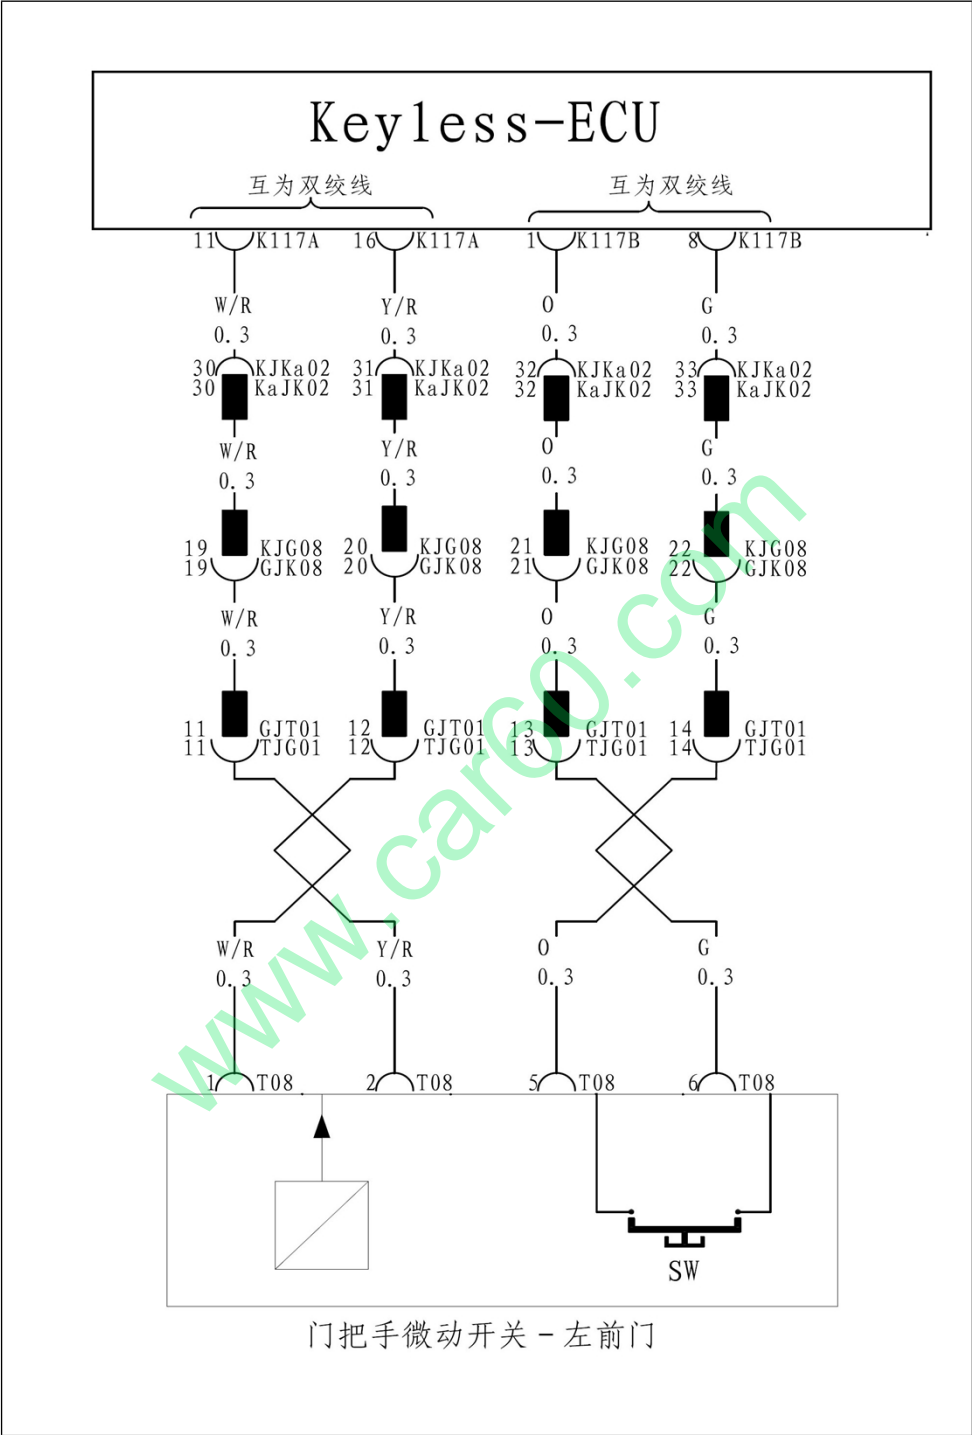 Keyless-ECU
互为双绞线 互为双绞线
11 K117A 16 K117A 1 K117B 8 K117B
W/R Y/R O G
0.3 0.3 0.3 0.3
30 KJKa02 31 KJKa02 32 KJKa02 33 KJKa02
30 KaJK02 31 KaJK02 32 KaJK02 33 KaJK02
W/R Y/R O G
0.3 0.3 0.3 0.3
19 KJG08 20 KJG08 21 KJG08 22 KJG08
19 GJK08 20 GJK08 21 GJK08 22 GJK08
W/R Y/R O G
0.3 0.3 0.3 0.3
11 GJT01 12 GJT01 13 GJT01 14 GJT01
11 TJG01 12 TJG01 13 TJG01 14 TJG01
W/R Y/R O G
0.3 0.3 0.3 0.3
1 T08 2 T08 5 T08 6 T08
SW
门把手微动开关-左前门
www.car60.com